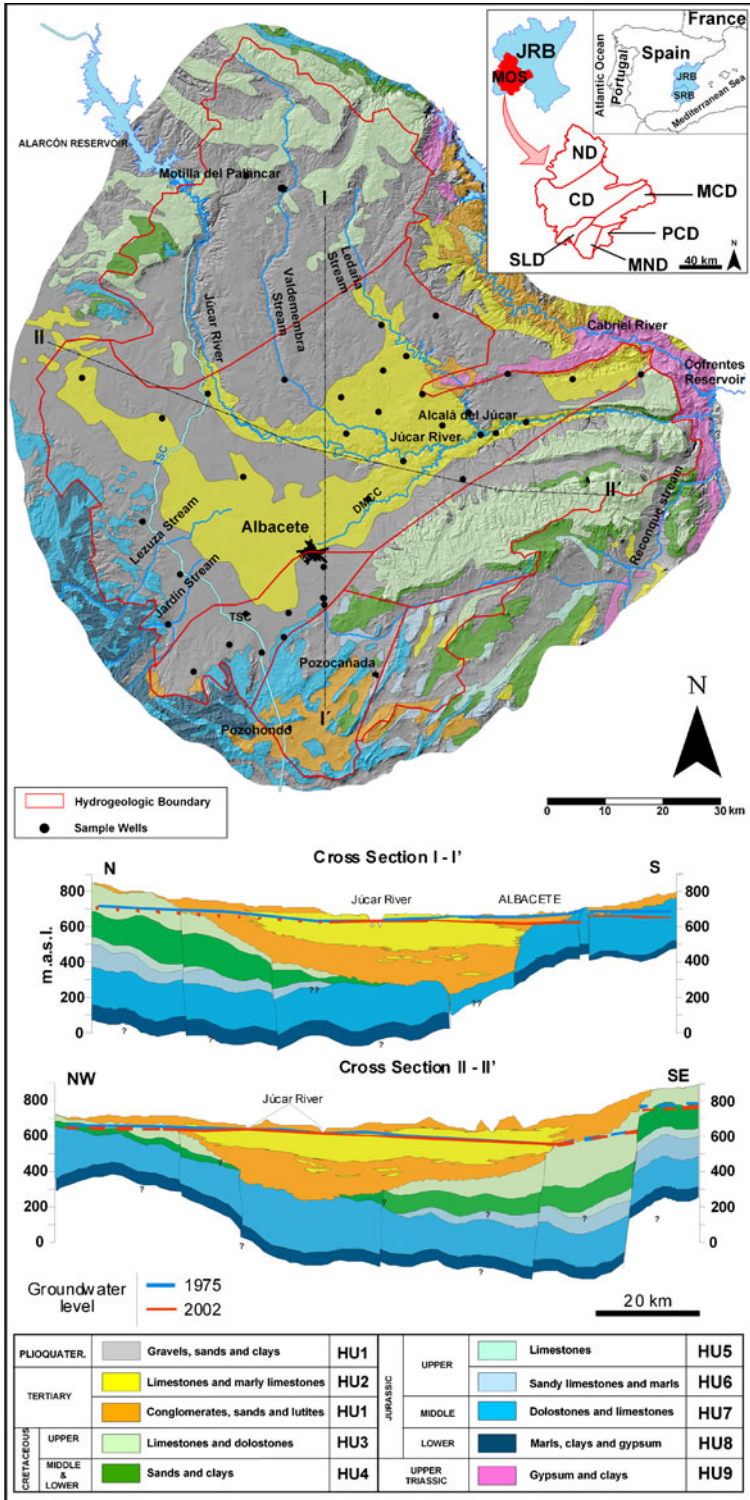 France
JRB
Spain
MOS
Atlantic Ocean
Portugal
JRB
SRB
Mediterranean Sea
ND
CD
MCD
PCD
SLD
MND
N
40 km
ALARCÓN RESERVOIR
Motilla del Palancar
I
Ledaña Stream
Valdemembra Stream
Júcar River
II
Cabriel River
Cofrentes Reservoir
Alcalá del Júcar
Júcar River
TSC
DMCC
II'
Reconque stream
Albacete
Lezuza Stream
Jardín Stream
TSC
Pozocañada
I'
Pozohondo
N
Hydrogeologic Boundary
Sample Wells
0 10 20 30 km
Cross Section I - I'
N
S
800
600
400
200
0
m.a.s.l.
Júcar River
ALBACETE
800
600
400
200
0
??
??
?
?
?
Cross Section II - II'
NW
SE
800
600
400
200
0
Júcar River
800
600
400
200
0
?
?
?
?
?
?
?
?
Groundwater level
1975
2002
20 km
PLIOQUATER. Gravels, sands and clays HU1
TERTIARY Limestones and marly limestones HU2
Conglomerates, sands and lutites HU1
CRETACEOUS UPPER Limestones and dolostones HU3
MIDDLE & LOWER Sands and clays HU4
JURASSIC UPPER Limestones HU5
Sandy limestones and marls HU6
MIDDLE Dolostones and limestones HU7
LOWER Marls, clays and gypsum HU8
UPPER TRIASSIC Gypsum and clays HU9